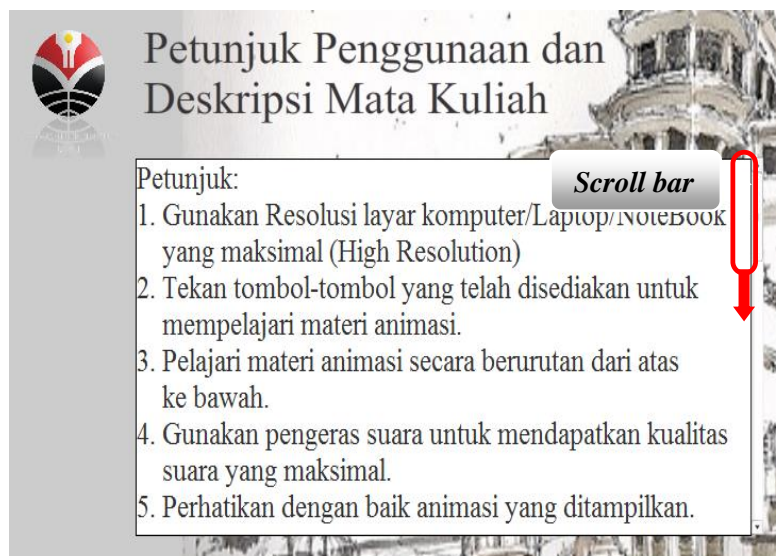 Petunjuk Penggunaan dan
Deskripsi Mata Kuliah
Petunjuk:
Scroll bar
1. Gunakan Resolusi layar komputer/Laptop/NoteBook
yang maksimal (High Resolution)
2. Tekan tombol-tombol yang telah disediakan untuk
mempelajari materi animasi.
3. Pelajari materi animasi secara berurutan dari atas
ke bawah.
4. Gunakan pengeras suara untuk mendapatkan kualitas
suara yang maksimal.
5. Perhatikan dengan baik animasi yang ditampilkan.